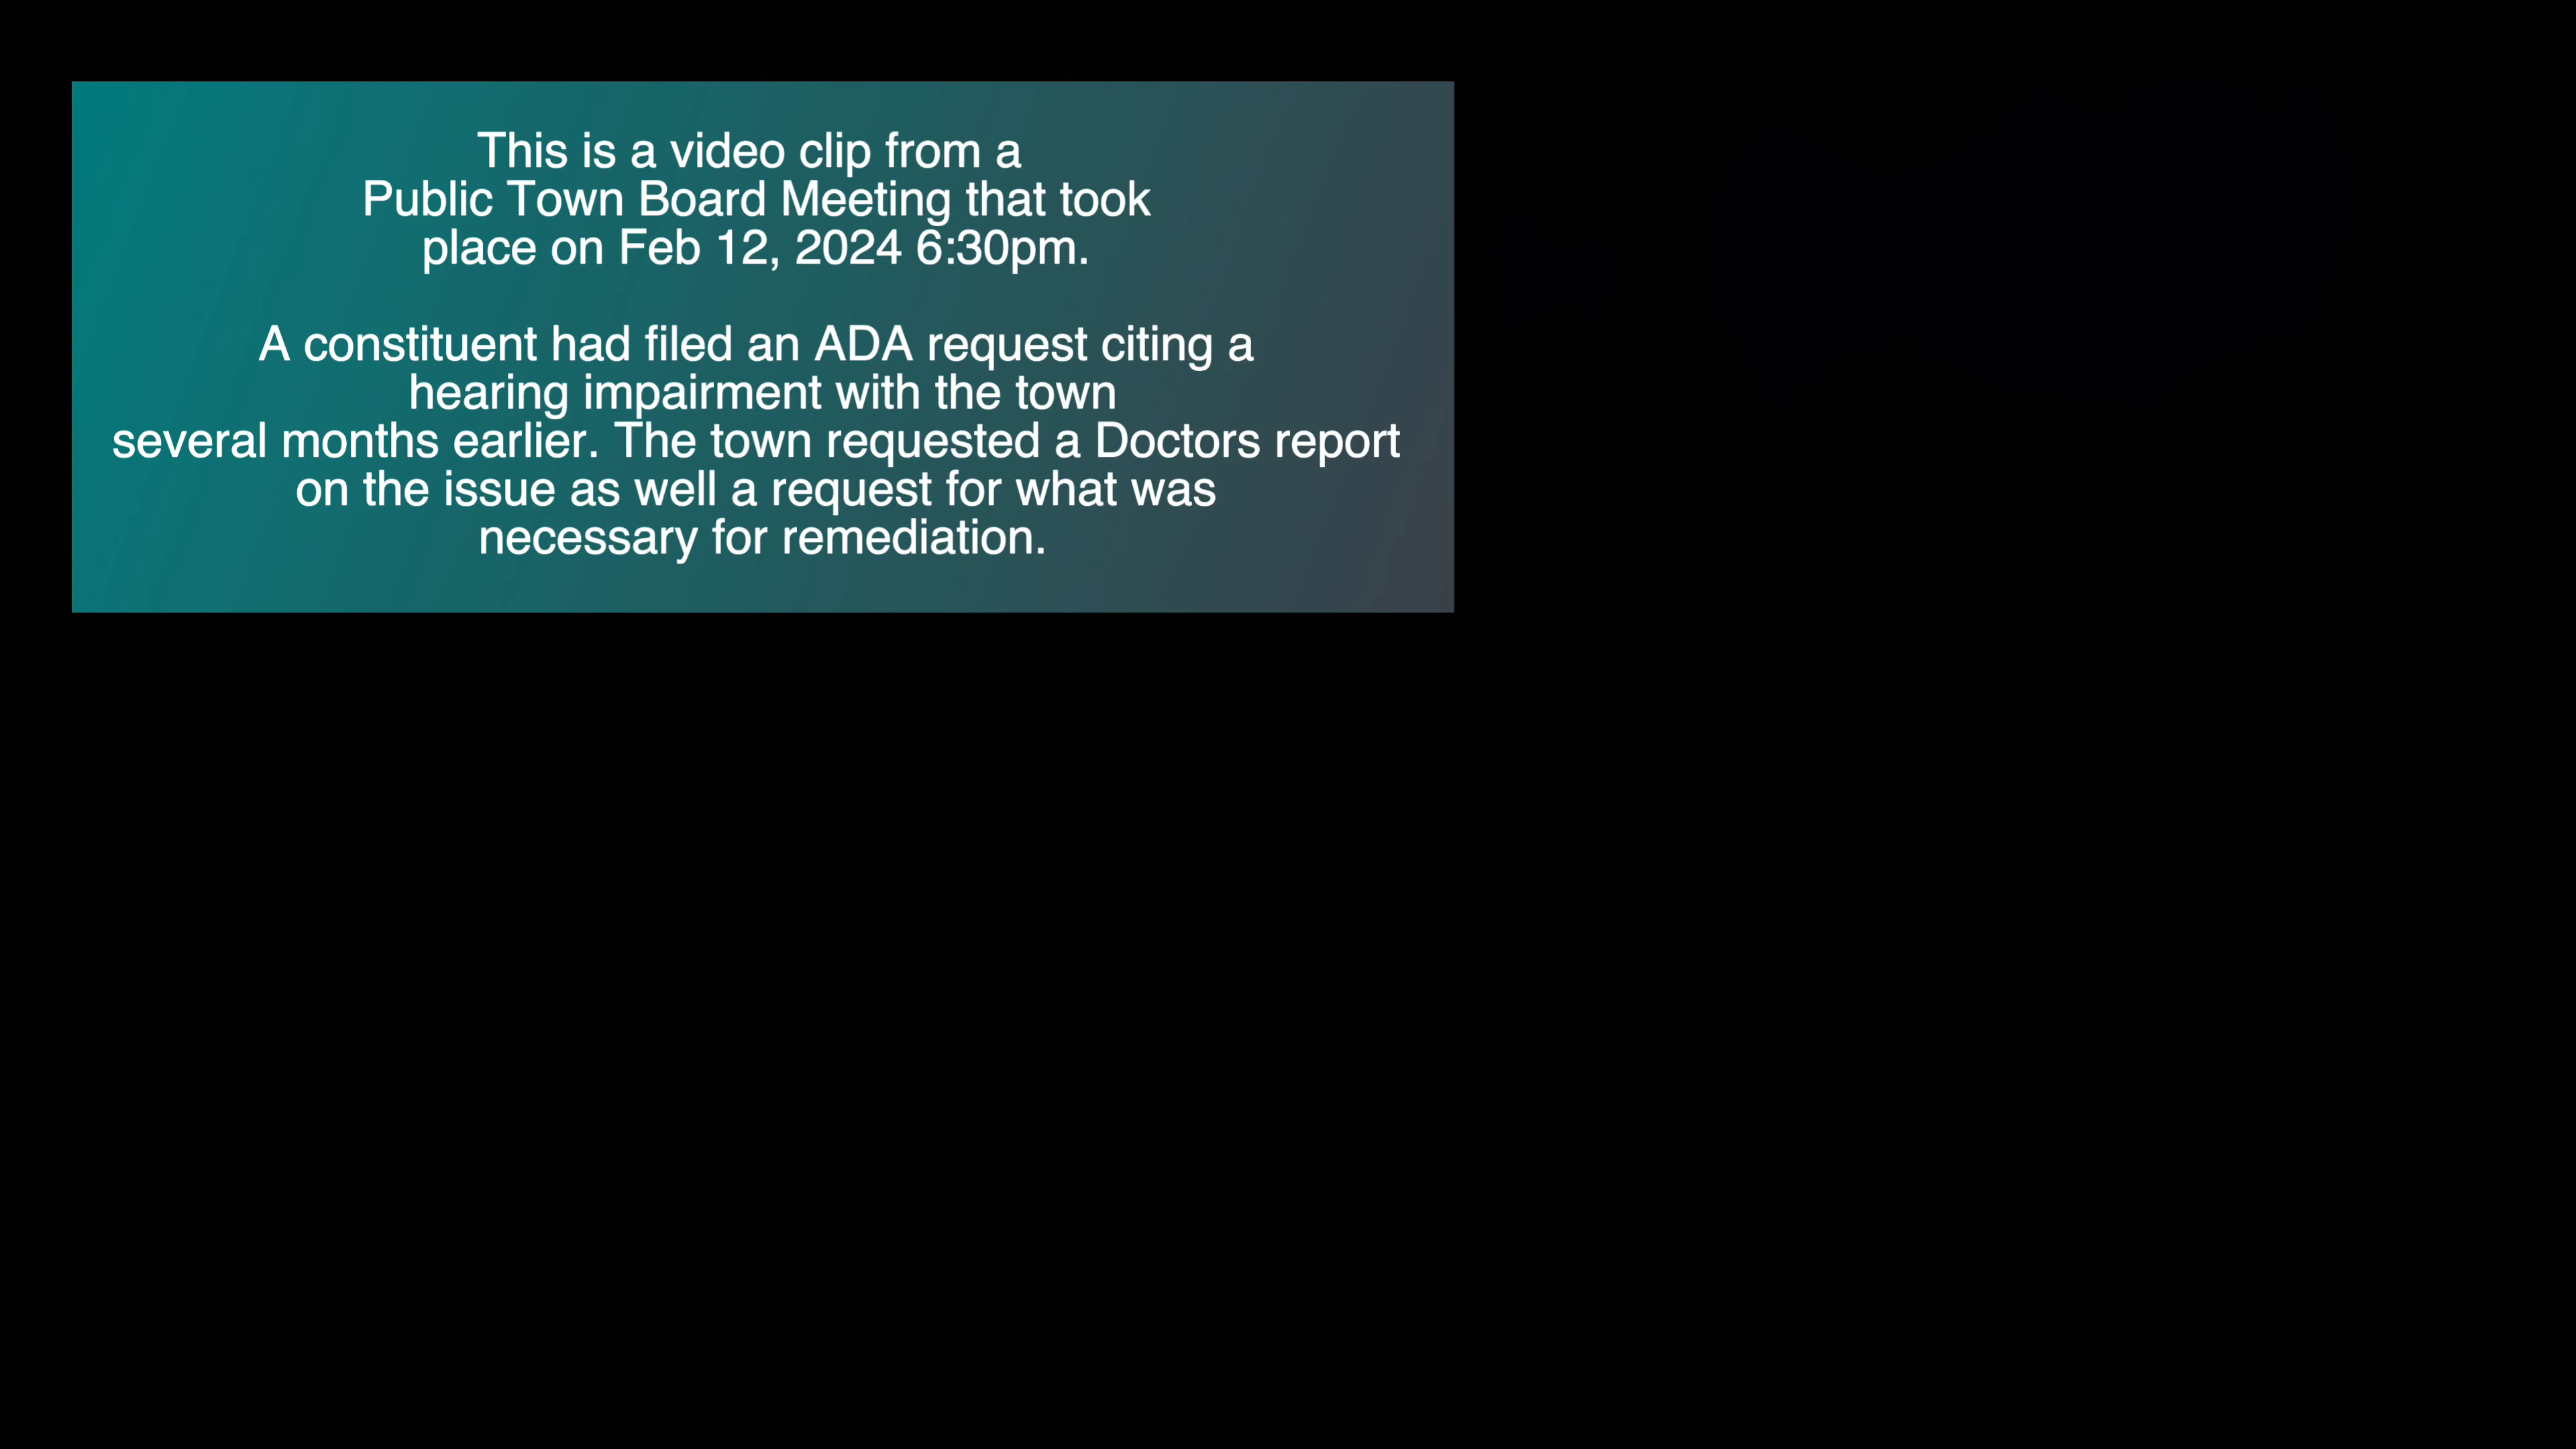 This is a video clip from a
Public Town Board Meeting that took
place on Feb 12, 2024 6:30pm.
A constituent had filed an ADA request citing a
hearing impairment with the town
several months earlier. The town requested a Doctors report
on the issue as well a request for what was
necessary for remediation.